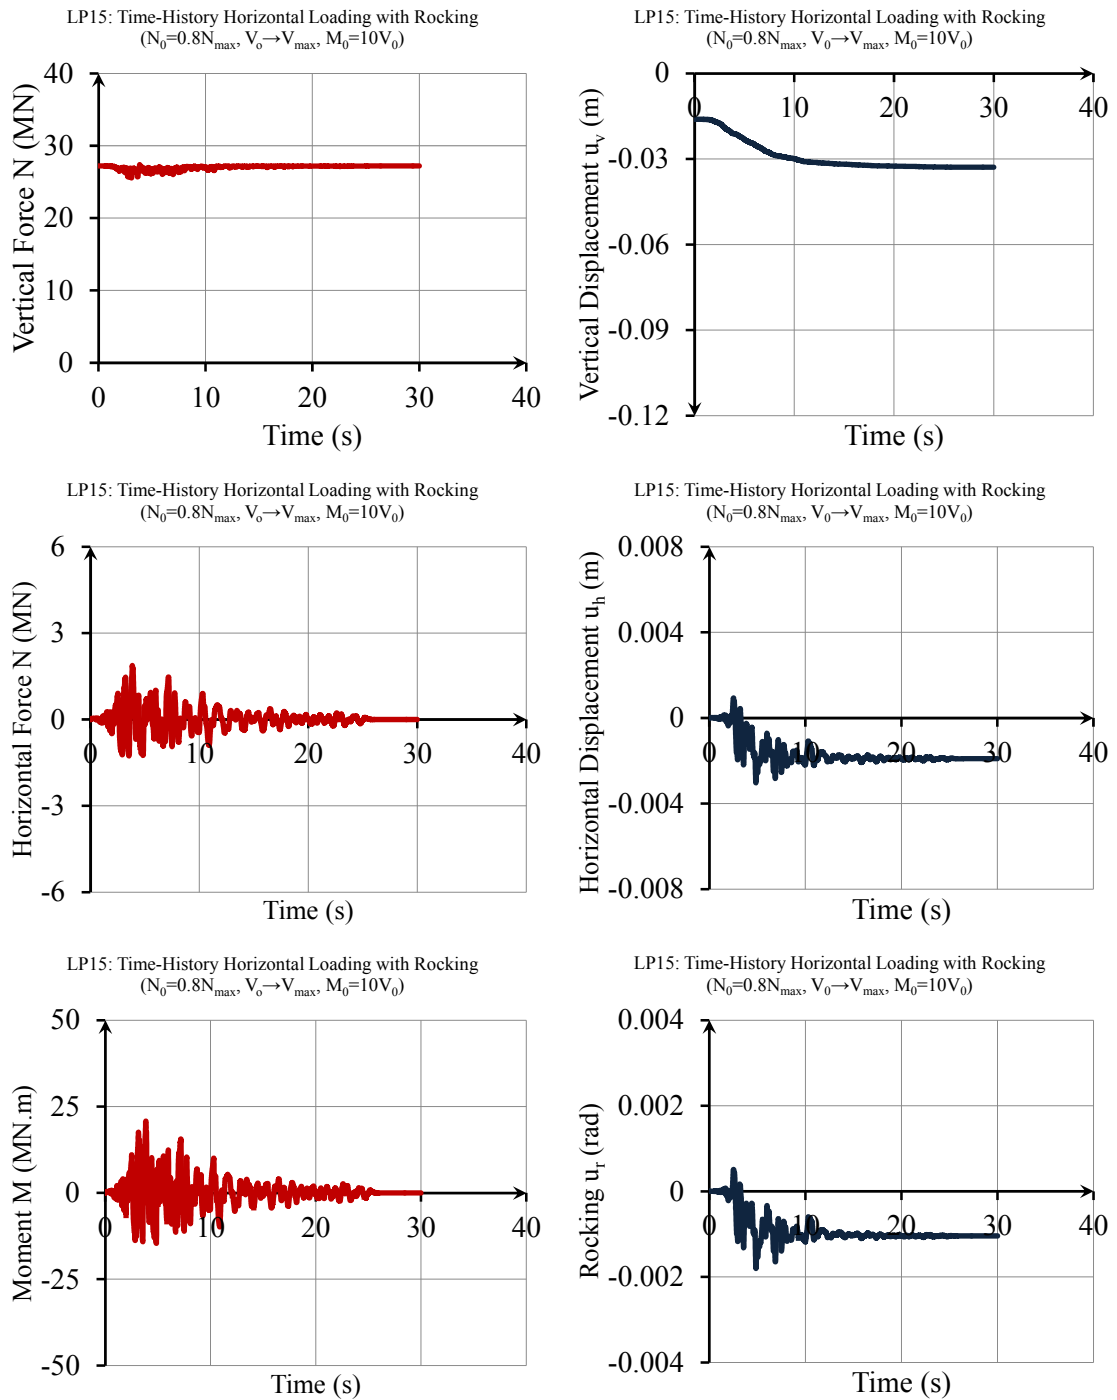 LP15: Time-History Horizontal Loading with Rocking
(N₀=0.8Nₘₐₓ, Vₒ→Vₘₐₓ, M₀=10V₀)
Vertical Force N (MN)
40
30
20
10
0
0 10 20 30 40
Time (s)
LP15: Time-History Horizontal Loading with Rocking
(N₀=0.8Nₘₐₓ, V₀→Vₘₐₓ, M₀=10V₀)
Vertical Displacement uᵥ (m)
0
0 10 20 30 40
-0.03
-0.06
-0.09
-0.12
Time (s)
LP15: Time-History Horizontal Loading with Rocking
(N₀=0.8Nₘₐₓ, Vₒ→Vₘₐₓ, M₀=10V₀)
Horizontal Force N (MN)
6
3
0
0 10 20 30 40
-3
-6
Time (s)
LP15: Time-History Horizontal Loading with Rocking
(N₀=0.8Nₘₐₓ, V₀→Vₘₐₓ, M₀=10V₀)
Horizontal Displacement uₕ (m)
0.008
0.004
0
0 10 20 30 40
-0.004
-0.008
Time (s)
LP15: Time-History Horizontal Loading with Rocking
(N₀=0.8Nₘₐₓ, Vₒ→Vₘₐₓ, M₀=10V₀)
Moment M (MN.m)
50
25
0
0 10 20 30 40
-25
-50
Time (s)
LP15: Time-History Horizontal Loading with Rocking
(N₀=0.8Nₘₐₓ, V₀→Vₘₐₓ, M₀=10V₀)
Rocking uᵣ (rad)
0.004
0.002
0
0 10 20 30 40
-0.002
-0.004
Time (s)